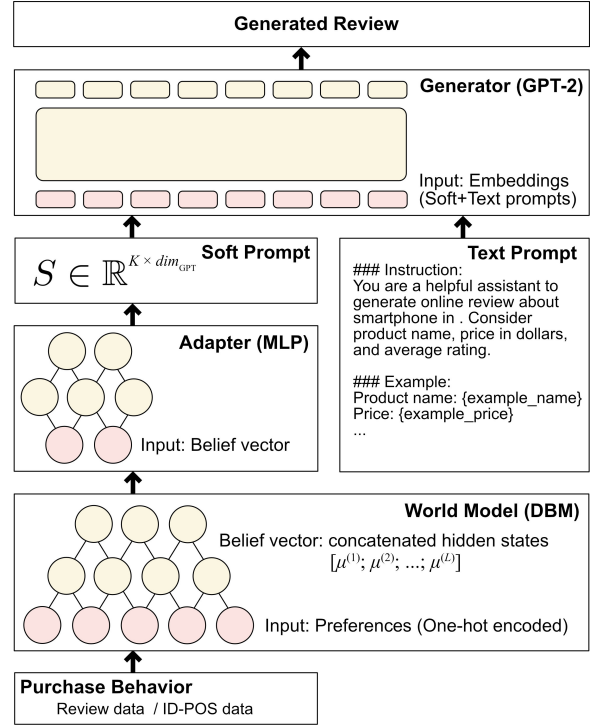 Generated Review
Generator (GPT-2)
Input: Embeddings
(Soft+Text prompts)
Soft Prompt
S ∈ ℝ^{K × dim_{GPT}}
Text Prompt
### Instruction:
You are a helpful assistant to
generate online review about
smartphone in . Consider
product name, price in dollars,
and average rating.
### Example:
Product name: {example_name}
Price: {example_price}
...
Adapter (MLP)
Input: Belief vector
World Model (DBM)
Belief vector: concatenated hidden states
[μ^{(1)}; μ^{(2)}; ...; μ^{(L)}]
Input: Preferences (One-hot encoded)
Purchase Behavior
Review data / ID-POS data